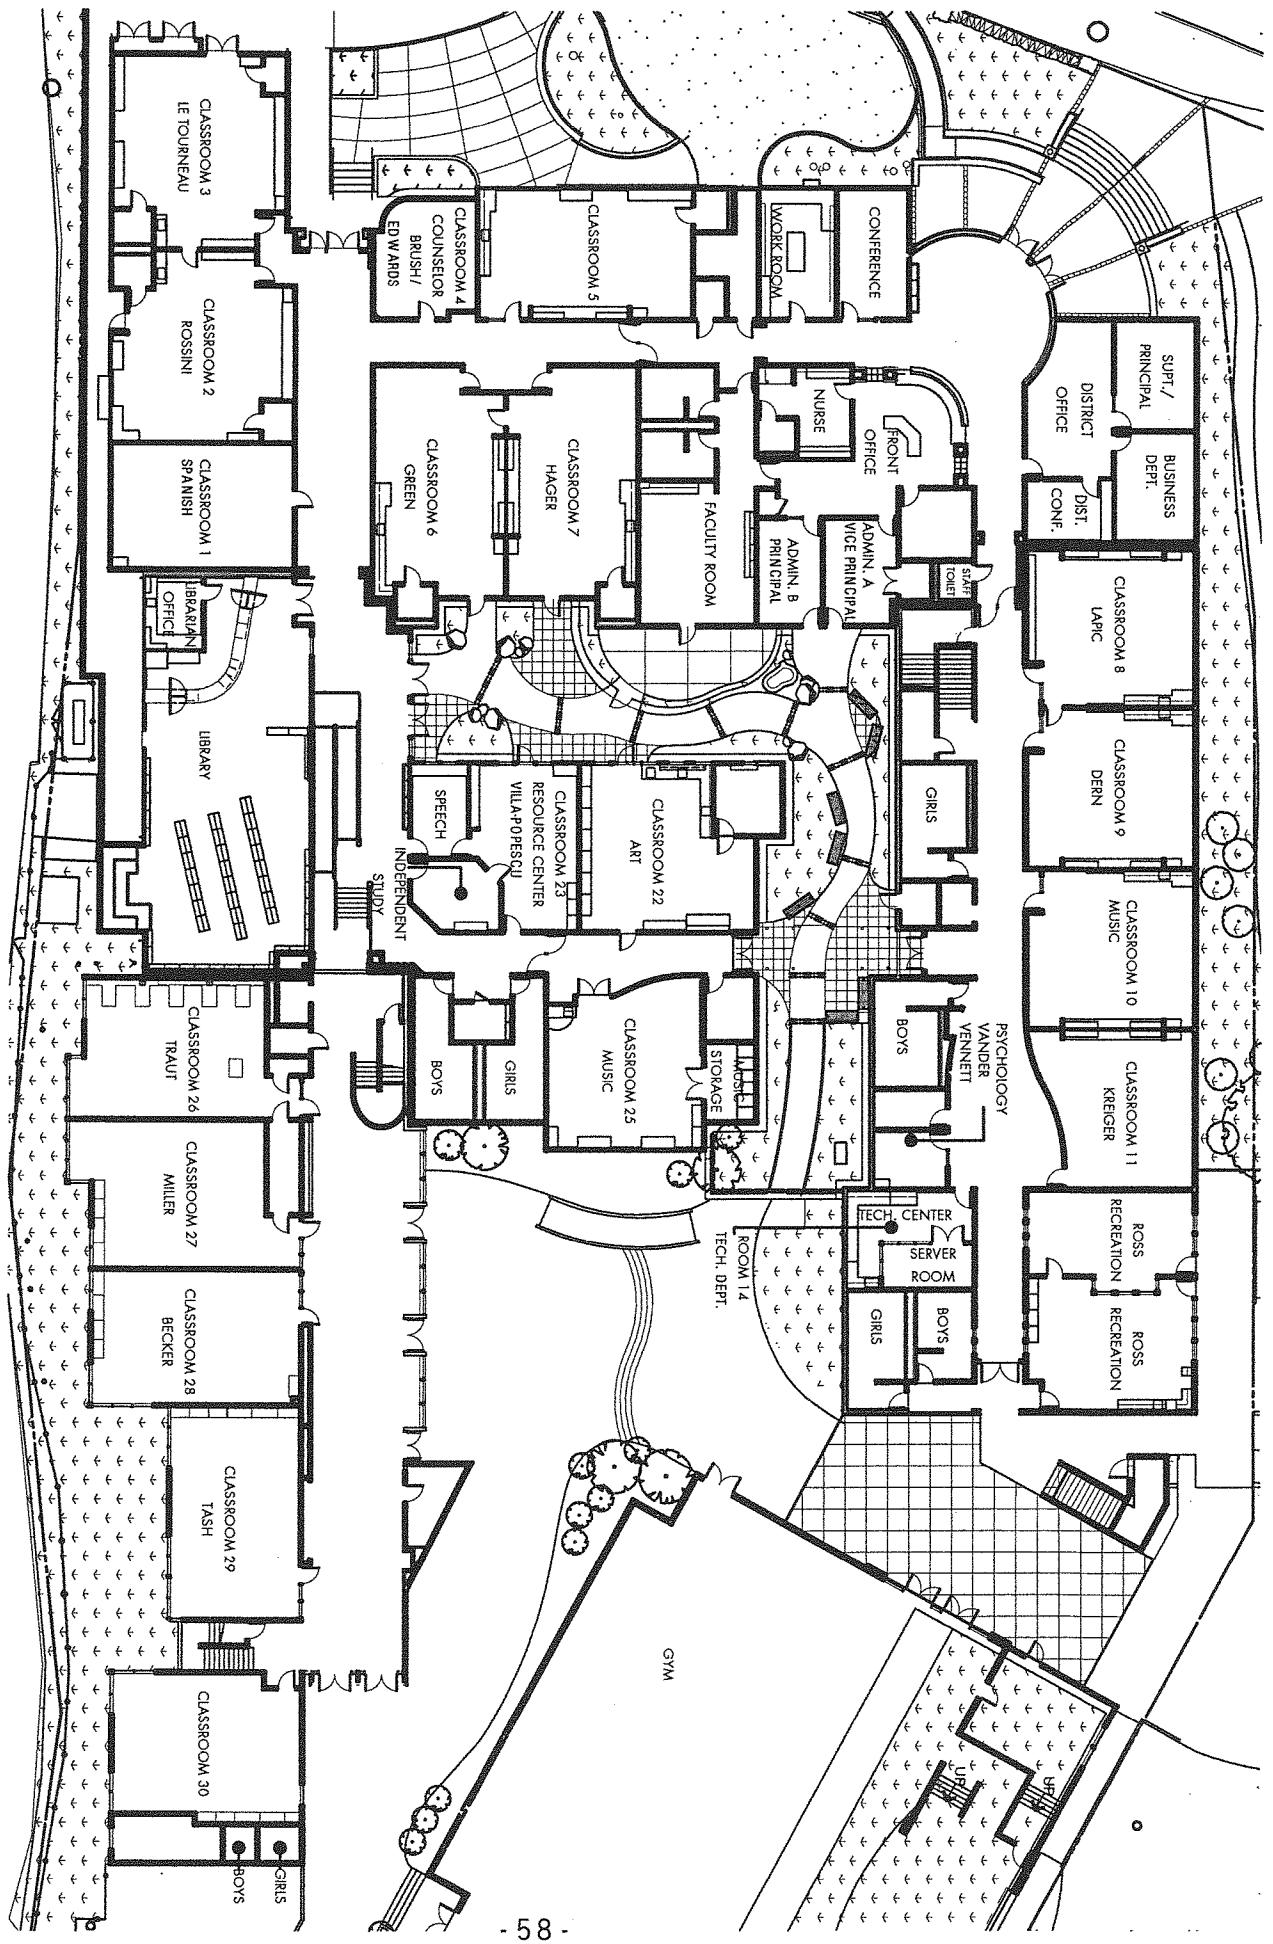 CLASSROOM 3
LE TOURNEAU
CLASSROOM 2
ROSSINI
CLASSROOM 1
SPANISH
CLASSROOM 4
COUNSELOR
BRUSH/
EDWARDS
CLASSROOM 5
WORK ROOM
CONFERENCE
SUPT./
PRINCIPAL
DISTRICT
OFFICE
BUSINESS
DEPT.
DIST.
CONF.
NURSE
FRONT
OFFICE
CLASSROOM 6
GREEN
CLASSROOM 7
HAGER
FACULTY ROOM
ADMIN. B
PRINCIPAL
ADMIN. A
VICE PRINCIPAL
STAFF
TOILET
CLASSROOM 8
LAPIC
CLASSROOM 9
DERN
CLASSROOM 10
MUSIC
CLASSROOM 11
KREIGER
LIBRARIAN
OFFICE
LIBRARY
SPEECH
CLASSROOM 23
RESOURCE CENTER
VILLA-POPESCU
CLASSROOM 22
ART
GIRLS
INDEPENDENT
STUDY
BOYS
PSYCHOLOGY
VANDER
VENNETT
CLASSROOM 26
TRAUT
BOYS
GIRLS
CLASSROOM 25
MUSIC
MUSIC
STORAGE
CLASSROOM 27
MILLER
ROOM 14
TECH. DEPT.
TECH. CENTER
SERVER
ROOM
ROSS
RECREATION
ROSS
RECREATION
GIRLS
BOYS
CLASSROOM 28
BECKER
CLASSROOM 29
TASH
GYM
CLASSROOM 30
UP
UP
BOYS
GIRLS
- 58 -